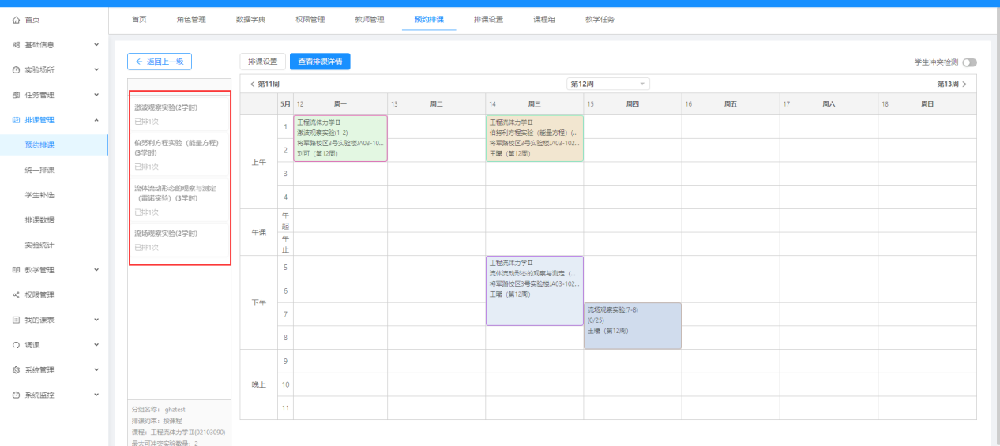 首页
基础信息
实验场所
任务管理
排课管理
预约排课
统一排课
学生补选
排课数据
实验统计
教学管理
权限管理
我的课表
调课
系统管理
系统监控
首页 角色管理 数据字典 权限管理 教师管理 预约排课 排课设置 课程组 教学任务
← 返回上一级
排课设置 查看排课详情 学生冲突检测
激波观察实验(2学时)
已排1次
伯努利方程实验（能量方程）
(3学时)
已排1次
流体流动形态的观察与测定
（雷诺实验）(3学时)
已排1次
流场观察实验(2学时)
已排1次
分组名称： ghztest
排课约束：按课程
课程：工程流体力学Ⅱ(02103090)
最大可冲突实验数量：2
< 第11周 第12周 第13周 >
5月 12 周一 13 周二 14 周三 15 周四 16 周五 17 周六 18 周日
上午
1
2
3
4
午课
午起
午止
下午
5
6
7
8
晚上
9
10
11
工程流体力学Ⅱ
激波观察实验(1-2)
将军路校区3号实验楼/A03-10...
刘可（第12周）
工程流体力学Ⅱ
伯努利方程实验（能量方程）(...
将军路校区3号实验楼/A03-102...
王曦（第12周）
工程流体力学Ⅱ
流体流动形态的观察与测定（...
将军路校区3号实验楼/A03-102...
王曦（第12周）
流场观察实验(7-8)
(0/25)
王曦（第12周）